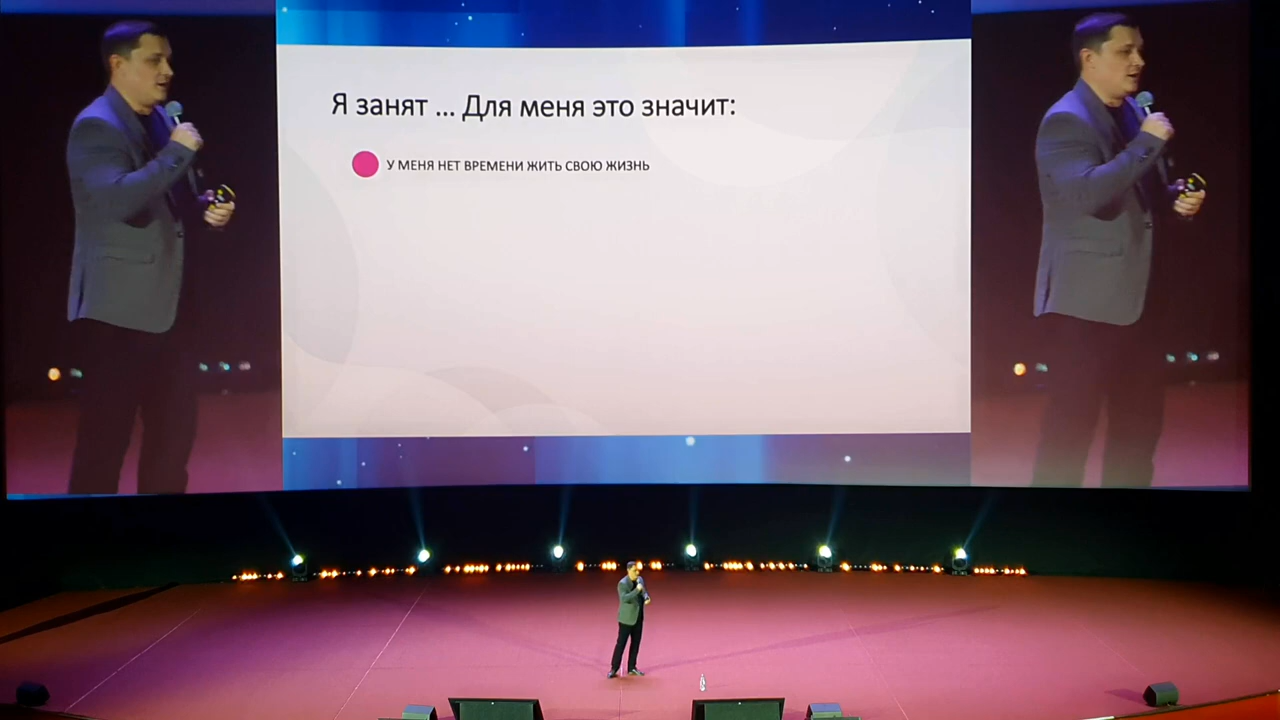 Я занят ... Для меня это значит:
У МЕНЯ НЕТ ВРЕМЕНИ ЖИТЬ СВОЮ ЖИЗНЬ